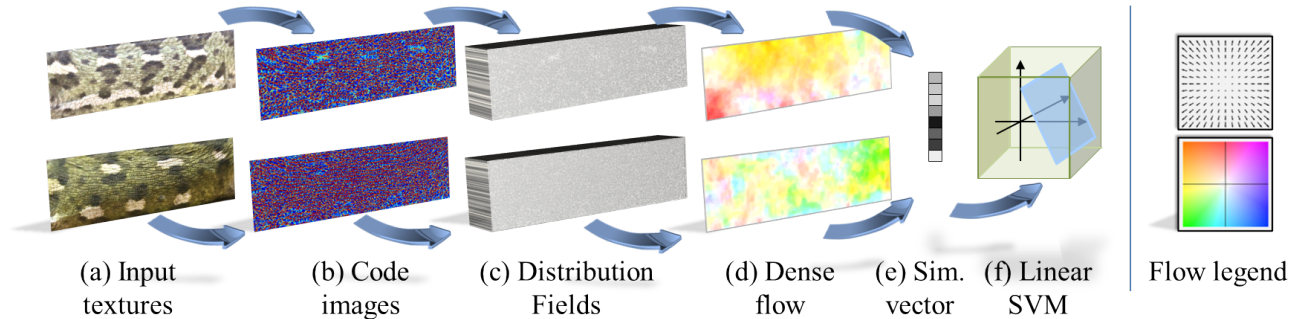 (a) Input
textures
(b) Code
images
(c) Distribution
Fields
(d) Dense
flow
(e) Sim.
vector
(f) Linear
SVM
Flow legend